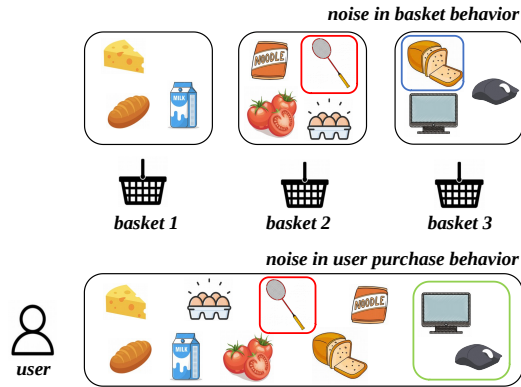 noise in basket behavior
NOODLE
MILK
basket 1
basket 2
basket 3
noise in user purchase behavior
NOODLE
MILK
user